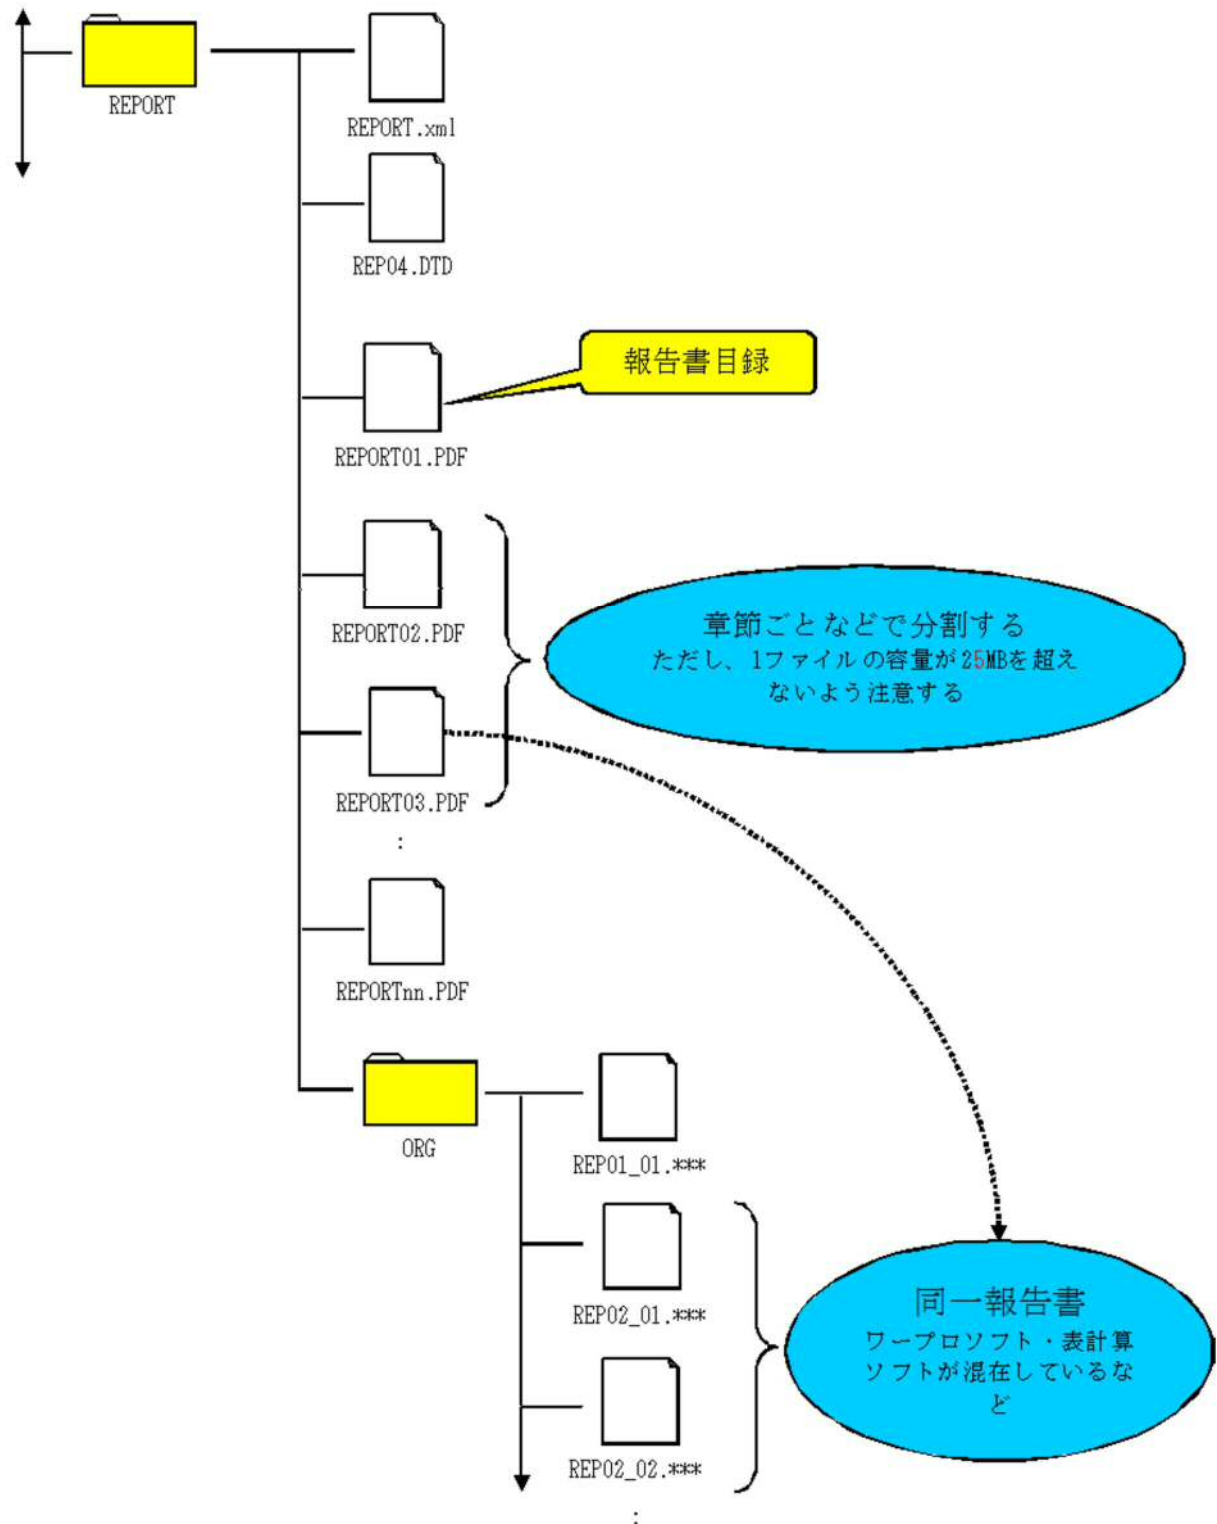 REPORT
REPORT.xml
REP04.DTD
報告書目録
REPORT01.PDF
REPORT02.PDF
章節ごとなどで分割する
ただし、1ファイルの容量が25MBを超え
ないよう注意する
REPORT03.PDF
:
REPORTnn.PDF
ORG
REP01_01.***
REP02_01.***
同一報告書
ワープロソフト・表計算
ソフトが混在しているな
ど
REP02_02.***
: